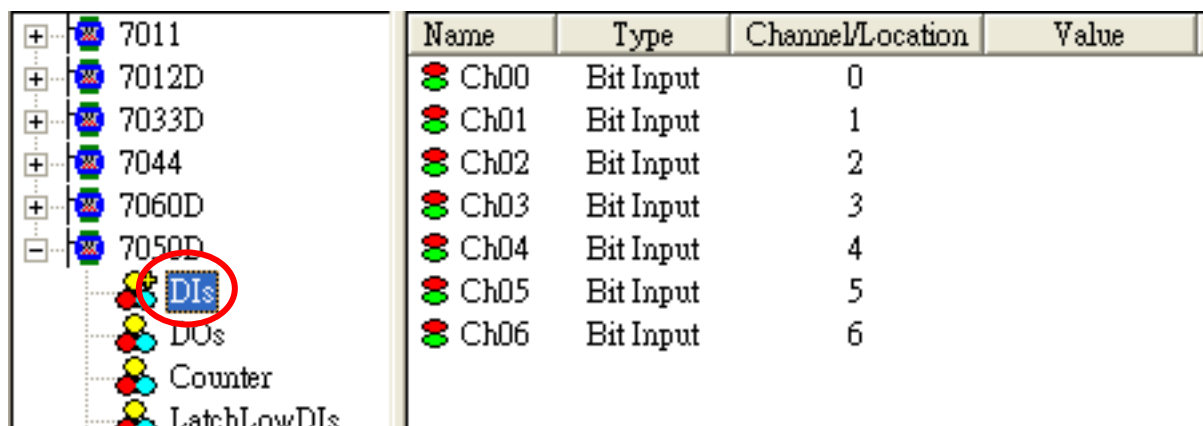 7011
7012D
7033D
7044
7060D
7050D
DIs
DOs
Counter
LatchLowDIs
Name Type Channel/Location Value
Ch00 Bit Input 0
Ch01 Bit Input 1
Ch02 Bit Input 2
Ch03 Bit Input 3
Ch04 Bit Input 4
Ch05 Bit Input 5
Ch06 Bit Input 6